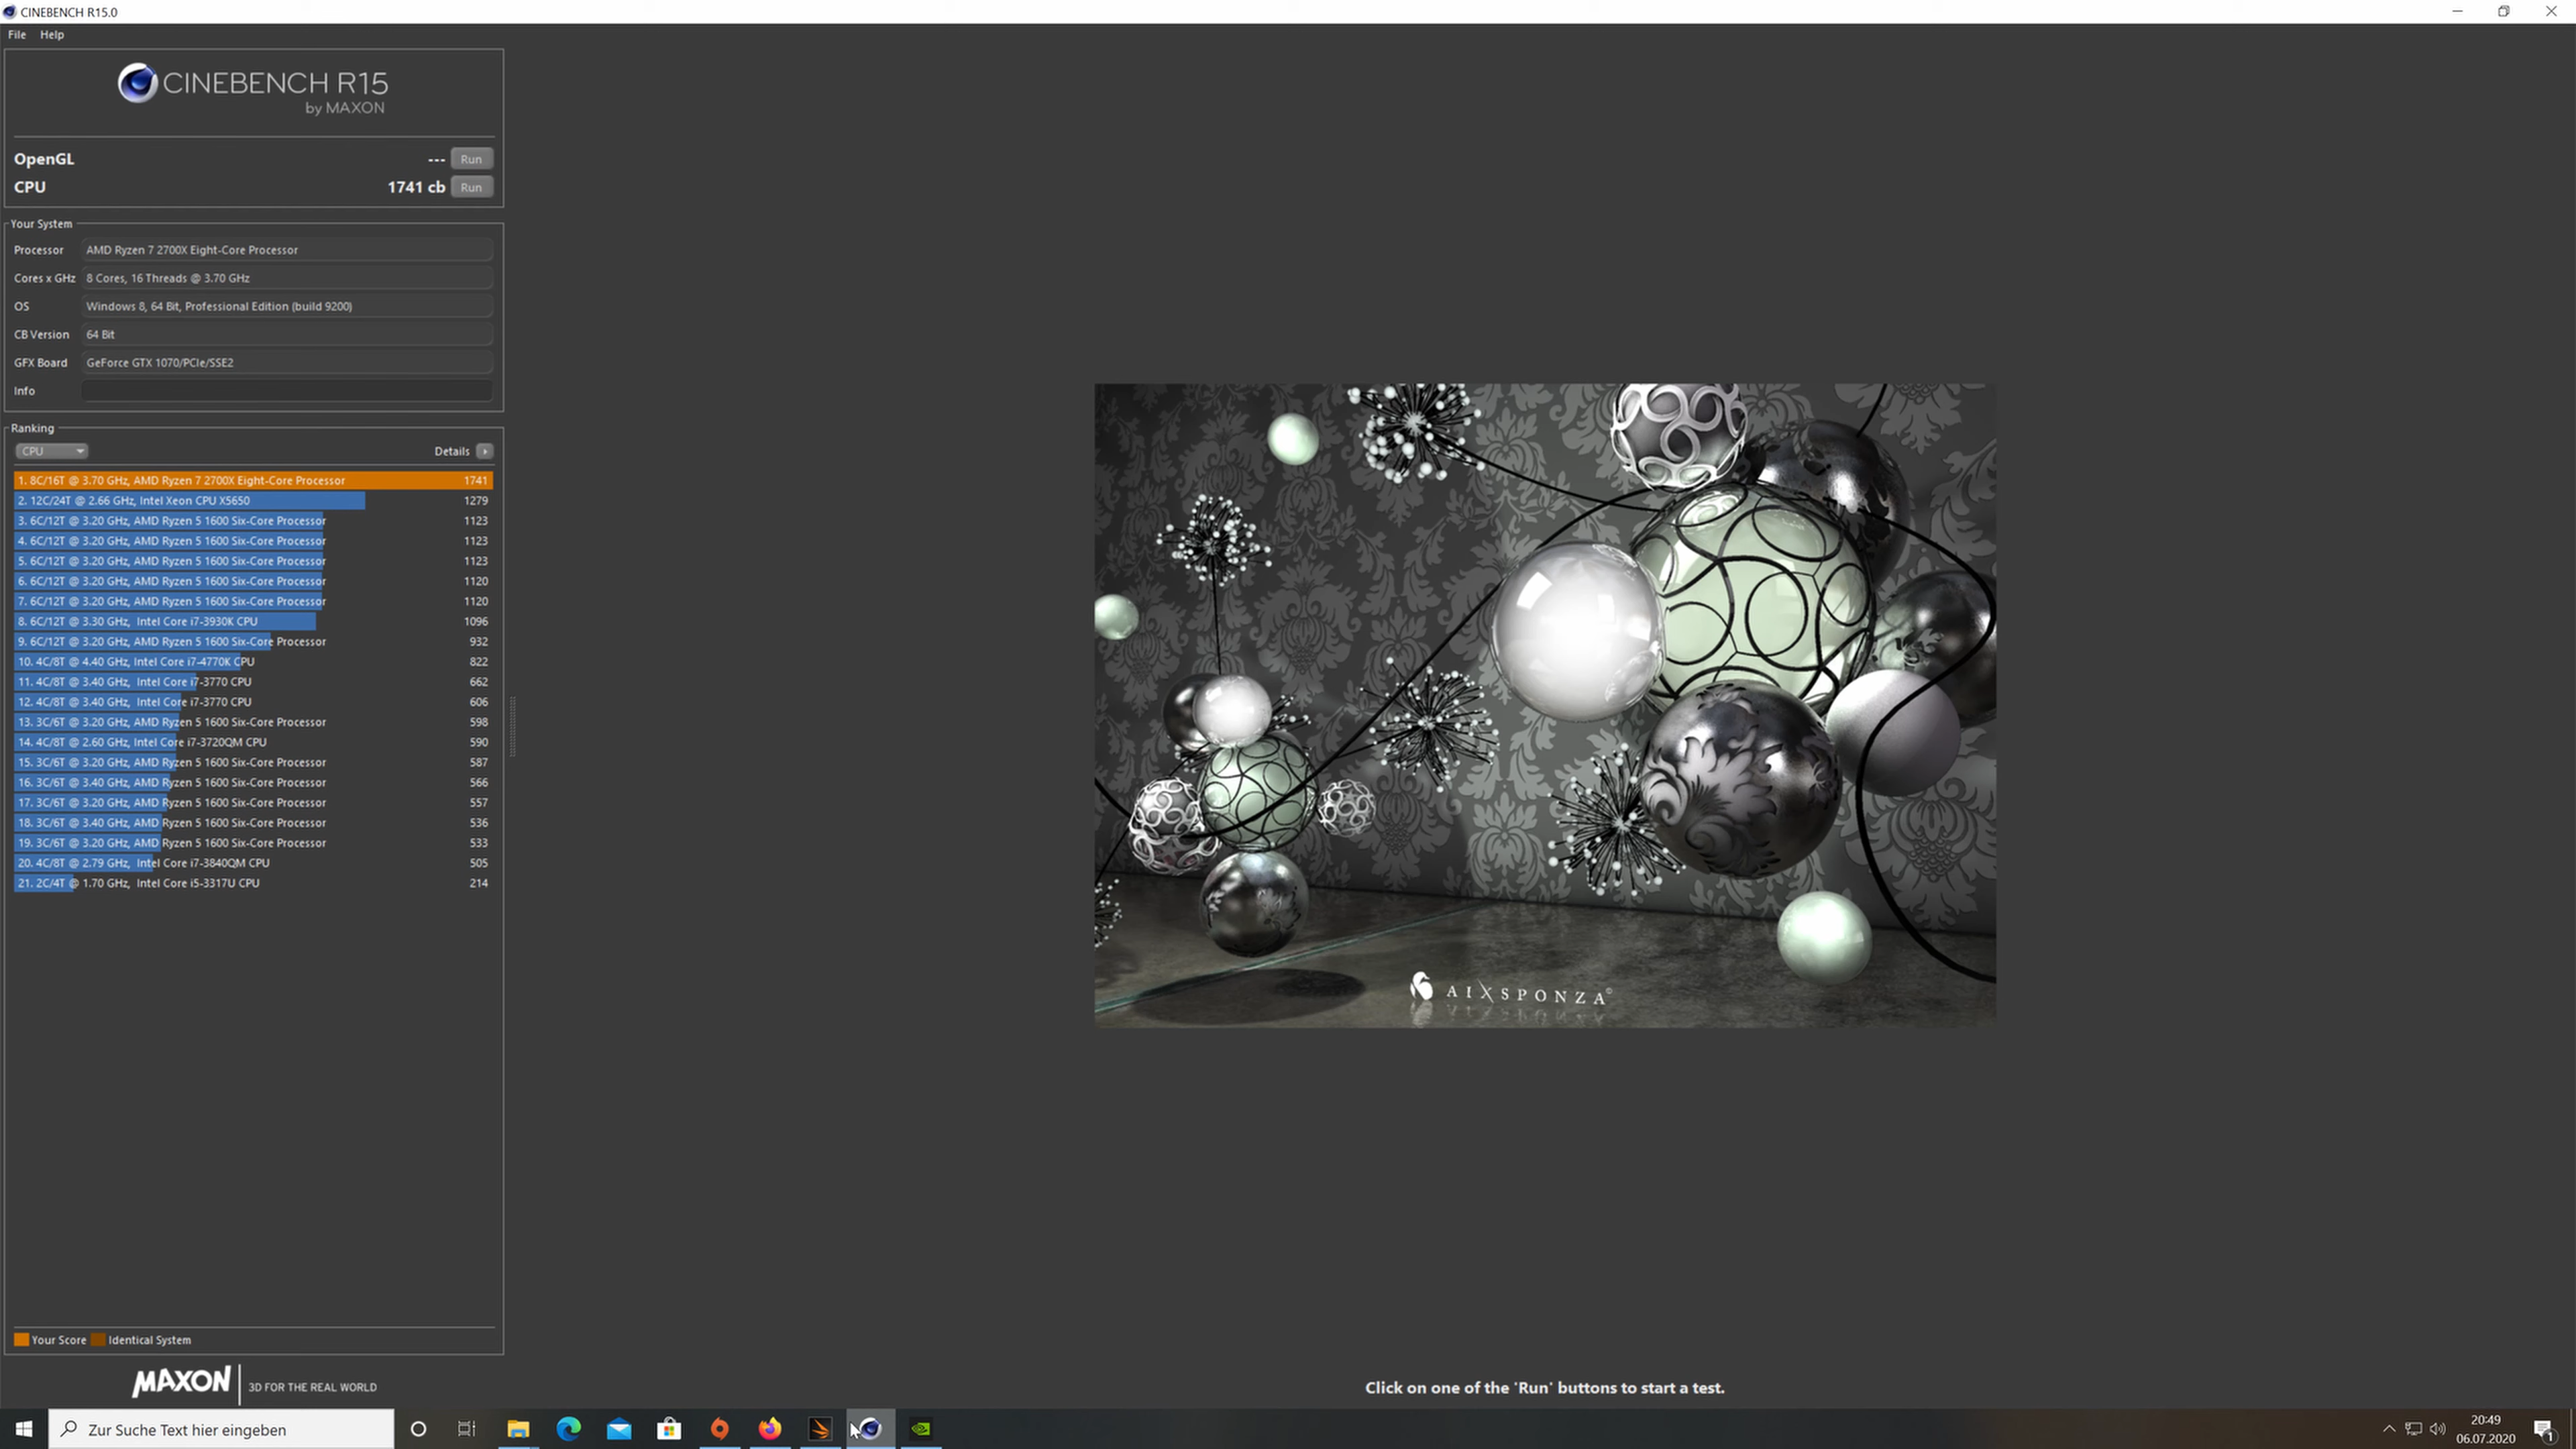 CINEBENCH R15.0
File Help
CINEBENCH R15
by MAXON
OpenGL --- Run
CPU 1741 cb Run
Your System
Processor AMD Ryzen 7 2700X Eight-Core Processor
Cores x GHz 8 Cores, 16 Threads @ 3.70 GHz
OS Windows 8, 64 Bit, Professional Edition (build 9200)
CB Version 64 Bit
GFX Board GeForce GTX 1070/PCIe/SSE2
Info
Ranking
CPU Details
1. 8C/16T @ 3.70 GHz, AMD Ryzen 7 2700X Eight-Core Processor 1741
2. 12C/24T @ 2.66 GHz, Intel Xeon CPU X5650 1279
3. 6C/12T @ 3.20 GHz, AMD Ryzen 5 1600 Six-Core Processor 1123
4. 6C/12T @ 3.20 GHz, AMD Ryzen 5 1600 Six-Core Processor 1123
5. 6C/12T @ 3.20 GHz, AMD Ryzen 5 1600 Six-Core Processor 1123
6. 6C/12T @ 3.20 GHz, AMD Ryzen 5 1600 Six-Core Processor 1120
7. 6C/12T @ 3.20 GHz, AMD Ryzen 5 1600 Six-Core Processor 1120
8. 6C/12T @ 3.30 GHz, Intel Core i7-3930K CPU 1096
9. 6C/12T @ 3.20 GHz, AMD Ryzen 5 1600 Six-Core Processor 932
10. 4C/8T @ 4.40 GHz, Intel Core i7-4770K CPU 822
11. 4C/8T @ 3.40 GHz, Intel Core i7-3770 CPU 662
12. 4C/8T @ 3.40 GHz, Intel Core i7-3770 CPU 606
13. 3C/6T @ 3.20 GHz, AMD Ryzen 5 1600 Six-Core Processor 598
14. 4C/8T @ 2.60 GHz, Intel Core i7-3720QM CPU 590
15. 3C/6T @ 3.20 GHz, AMD Ryzen 5 1600 Six-Core Processor 587
16. 3C/6T @ 3.40 GHz, AMD Ryzen 5 1600 Six-Core Processor 566
17. 3C/6T @ 3.20 GHz, AMD Ryzen 5 1600 Six-Core Processor 557
18. 3C/6T @ 3.40 GHz, AMD Ryzen 5 1600 Six-Core Processor 536
19. 3C/6T @ 3.20 GHz, AMD Ryzen 5 1600 Six-Core Processor 533
20. 4C/8T @ 2.79 GHz, Intel Core i7-3840QM CPU 505
21. 2C/4T @ 1.70 GHz, Intel Core i5-3317U CPU 214
AIXSPONZA©
Your Score Identical System
MAXON 3D FOR THE REAL WORLD
Click on one of the 'Run' buttons to start a test.
Zur Suche Text hier eingeben
20:49
06.07.2020
1